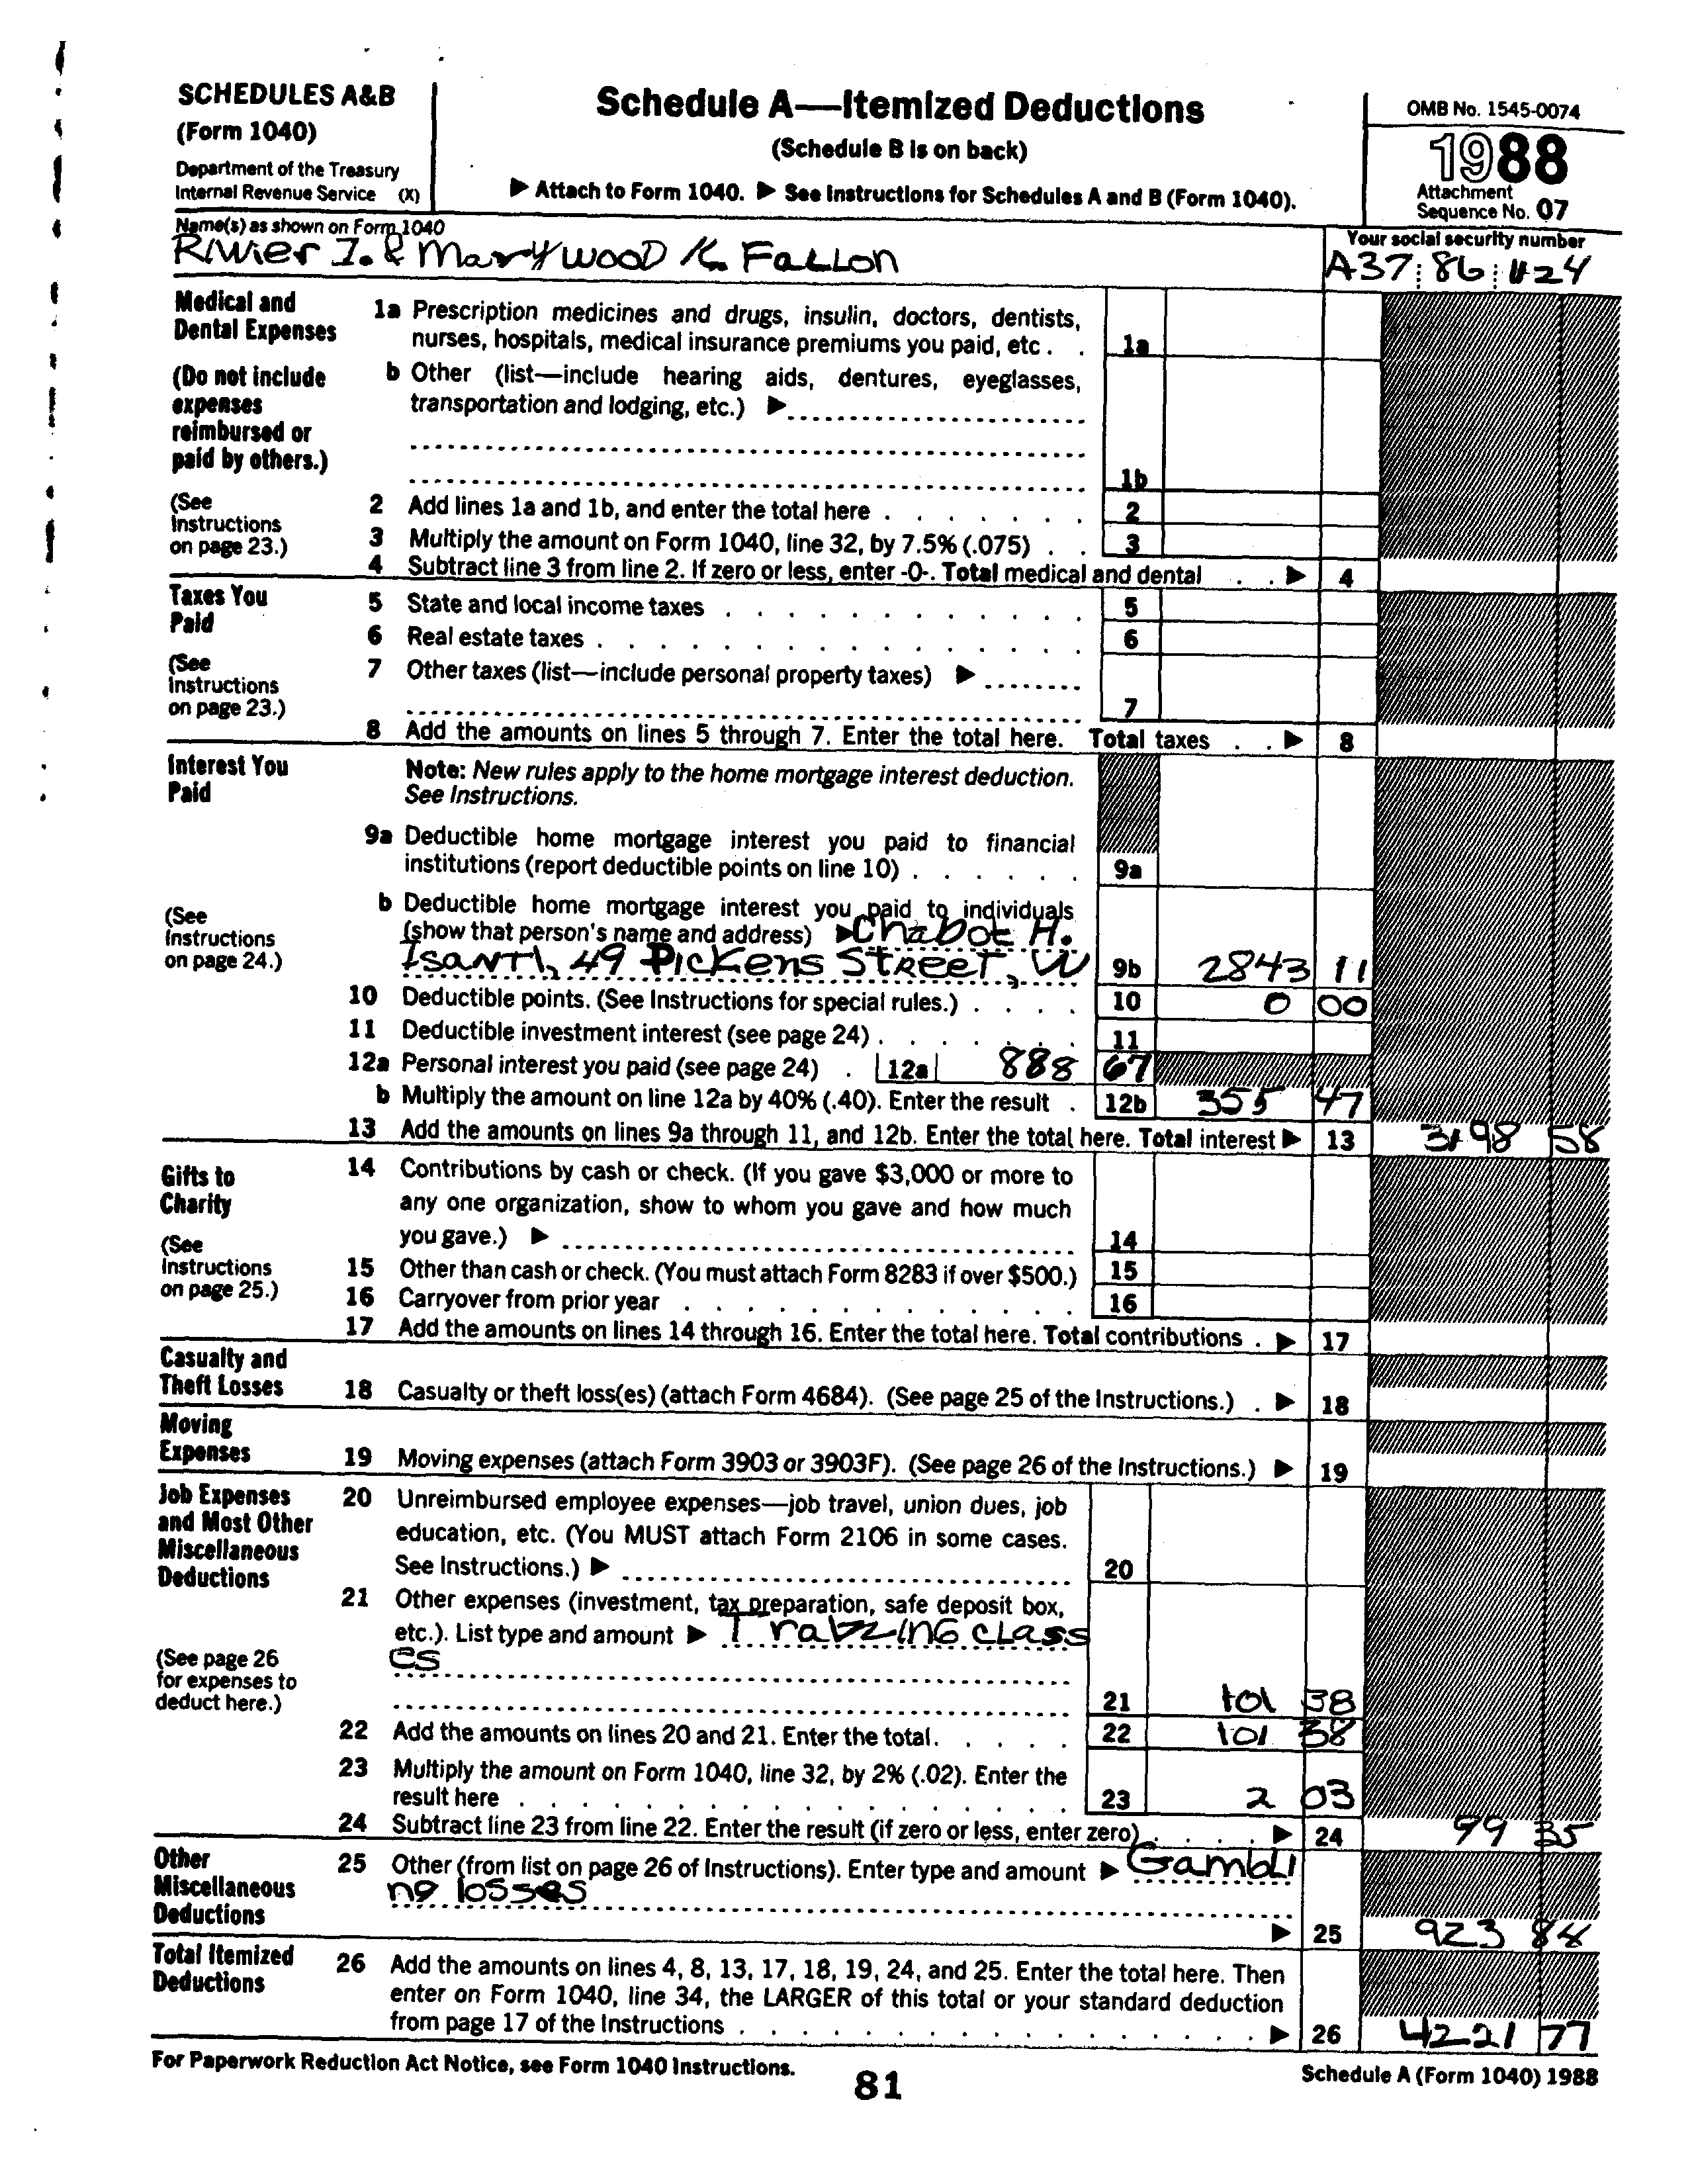 SCHEDULES A&B
(Form 1040)
Department of the Treasury
Internal Revenue Service (X)
Schedule A—Itemized Deductions
(Schedule B is on back)
▶ Attach to Form 1040. ▶ See Instructions for Schedules A and B (Form 1040).
OMB No. 1545-0074
1988
Attachment
Sequence No. 07
Name(s) as shown on Form 1040
Rivier I. & Marywood K. Fallon
Your social security number
A37 86 1124
Medical and
Dental Expenses
(Do not include
expenses
reimbursed or
paid by others.)
(See
Instructions
on page 23.)
1a Prescription medicines and drugs, insulin, doctors, dentists,
nurses, hospitals, medical insurance premiums you paid, etc . . 1a
b Other (list—include hearing aids, dentures, eyeglasses,
transportation and lodging, etc.) ▶
1b
2 Add lines 1a and 1b, and enter the total here . . . . . . . 2
3 Multiply the amount on Form 1040, line 32, by 7.5% (.075) . . 3
4 Subtract line 3 from line 2. If zero or less, enter -0-. Total medical and dental . . ▶ 4
Taxes You
Paid
(See
Instructions
on page 23.)
5 State and local income taxes . . . . . . . . . . . . 5
6 Real estate taxes . . . . . . . . . . . . . . . . 6
7 Other taxes (list—include personal property taxes) ▶
7
8 Add the amounts on lines 5 through 7. Enter the total here. Total taxes . . ▶ 8
Interest You
Paid
(See
Instructions
on page 24.)
Note: New rules apply to the home mortgage interest deduction.
See Instructions.
9a Deductible home mortgage interest you paid to financial
institutions (report deductible points on line 10) . . . . . . 9a
b Deductible home mortgage interest you paid to individuals
(show that person's name and address) ▶ Chabot H.
Isanti, 49 Pickens Street, W 9b 2843 11
10 Deductible points. (See Instructions for special rules.) . . . . 10 0 00
11 Deductible investment interest (see page 24) . . . . . . . 11
12a Personal interest you paid (see page 24) . 12a 888 67
b Multiply the amount on line 12a by 40% (.40). Enter the result . 12b 355 47
13 Add the amounts on lines 9a through 11, and 12b. Enter the total here. Total interest ▶ 13 3198 58
Gifts to
Charity
(See
Instructions
on page 25.)
14 Contributions by cash or check. (If you gave $3,000 or more to
any one organization, show to whom you gave and how much
you gave.) ▶ 14
15 Other than cash or check. (You must attach Form 8283 if over $500.) 15
16 Carryover from prior year . . . . . . . . . . . . . 16
17 Add the amounts on lines 14 through 16. Enter the total here. Total contributions . ▶ 17
Casualty and
Theft Losses
18 Casualty or theft loss(es) (attach Form 4684). (See page 25 of the Instructions.) . ▶ 18
Moving
Expenses
19 Moving expenses (attach Form 3903 or 3903F). (See page 26 of the Instructions.) ▶ 19
Job Expenses
and Most Other
Miscellaneous
Deductions
(See page 26
for expenses to
deduct here.)
20 Unreimbursed employee expenses—job travel, union dues, job
education, etc. (You MUST attach Form 2106 in some cases.
See Instructions.) ▶ 20
21 Other expenses (investment, tax preparation, safe deposit box,
etc.). List type and amount ▶ class
es
21 101 38
22 Add the amounts on lines 20 and 21. Enter the total. . . . . 22 101 38
23 Multiply the amount on Form 1040, line 32, by 2% (.02). Enter the
result here . . . . . . . . . . . . . . . . . . 23 2 03
24 Subtract line 23 from line 22. Enter the result (if zero or less, enter zero) . . . . ▶ 24 99 35
Other
Miscellaneous
Deductions
25 Other (from list on page 26 of Instructions). Enter type and amount ▶ Gambli
ng losses
▶ 25 923 84
Total Itemized
Deductions
26 Add the amounts on lines 4, 8, 13, 17, 18, 19, 24, and 25. Enter the total here. Then
enter on Form 1040, line 34, the LARGER of this total or your standard deduction
from page 17 of the Instructions . . . . . . . . . . . . . . . . . ▶ 26 4221 77
For Paperwork Reduction Act Notice, see Form 1040 Instructions.
81
Schedule A (Form 1040) 1988